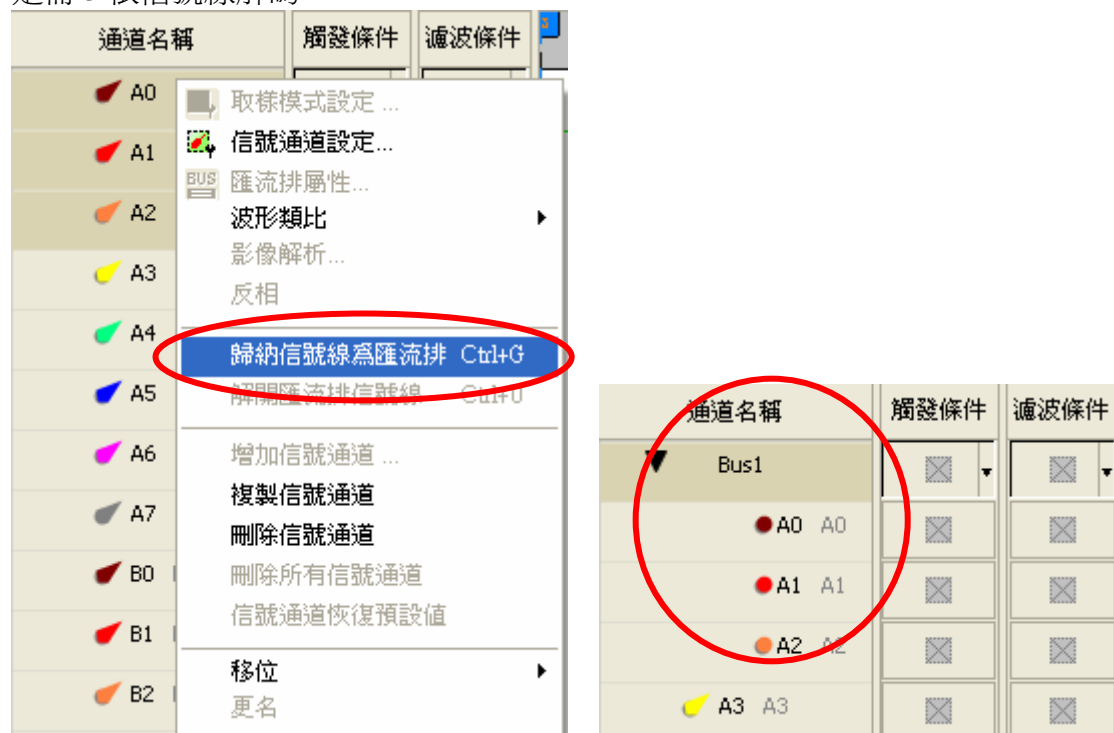 通道名稱 觸發條件 濾波條件
A0
A1
A2
A3
A4
A5
A6
A7
B0
B1
B2
取樣模式設定 ...
信號通道設定...
BUS 匯流排屬性...
波形類比
影像解析...
反相
歸納信號線為匯流排 Ctrl+G
解開匯流排信號線 Ctrl+U
增加信號通道 ...
複製信號通道
刪除信號通道
刪除所有信號通道
信號通道恢復預設值
移位
更名
通道名稱 觸發條件 濾波條件
Bus1
A0 A0
A1 A1
A2 A2
A3 A3